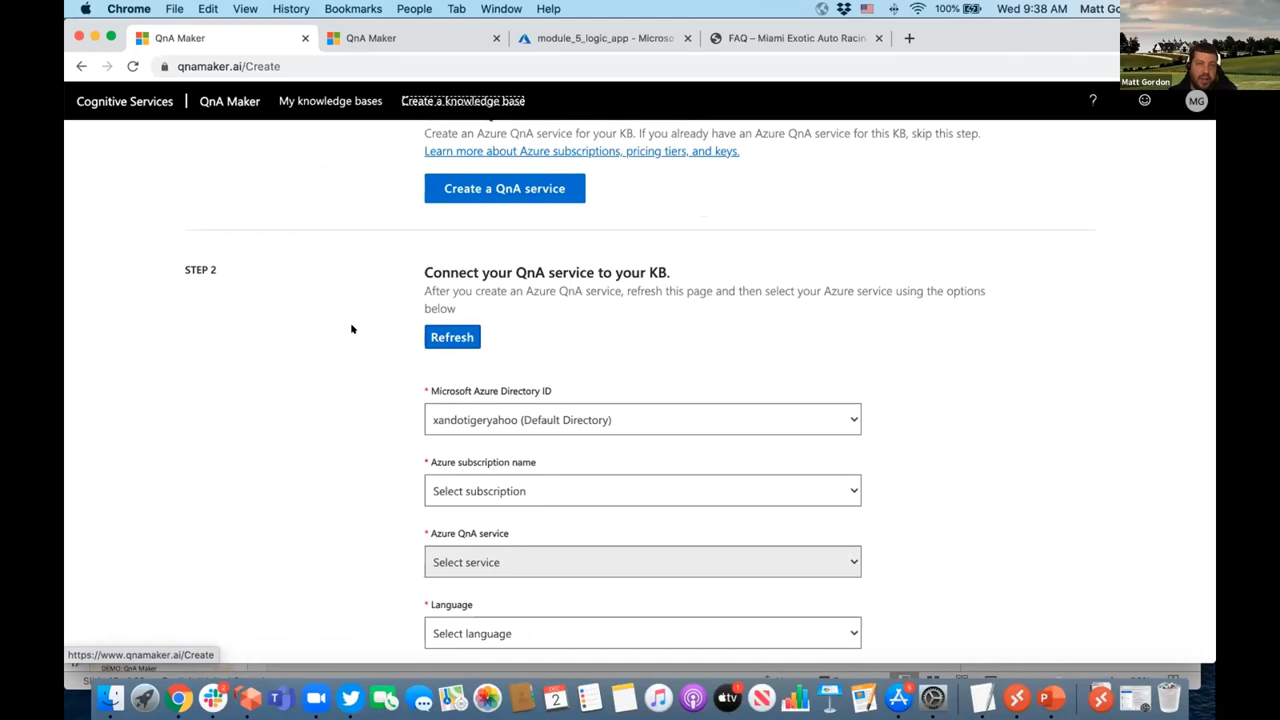 Chrome File Edit View History Bookmarks People Tab Window Help 100% Wed 9:38 AM Matt Go
QnA Maker QnA Maker module_5_logic_app - Microso FAQ – Miami Exotic Auto Racin
qnamaker.ai/Create
Matt Gordon
Cognitive Services | QnA Maker My knowledge bases Create a knowledge base ? MG
Create an Azure QnA service for your KB. If you already have an Azure QnA service for this KB, skip this step.
Learn more about Azure subscriptions, pricing tiers, and keys.
Create a QnA service
STEP 2
Connect your QnA service to your KB.
After you create an Azure QnA service, refresh this page and then select your Azure service using the options
below
Refresh
* Microsoft Azure Directory ID
xandotigeryahoo (Default Directory)
* Azure subscription name
Select subscription
* Azure QnA service
Select service
* Language
Select language
https://www.qnamaker.ai/Create
DEMO: QnA Maker